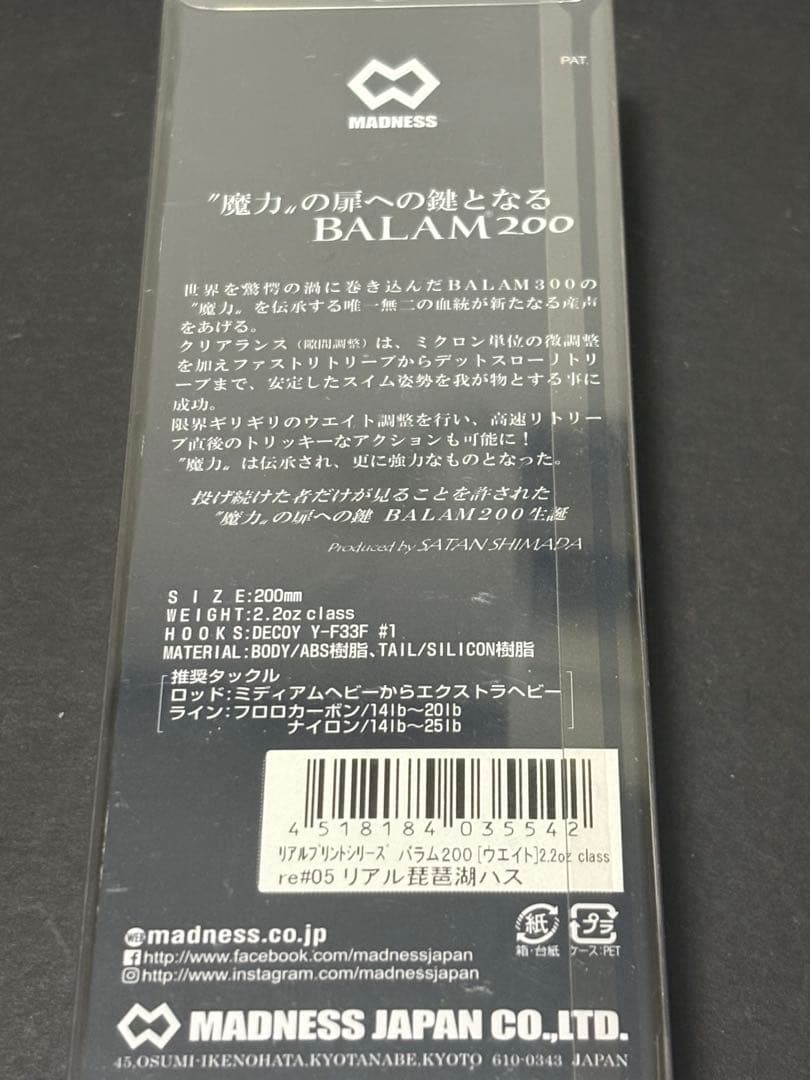 PAT.
MADNESS
〝魔力〟の扉への鍵となる
BALAM® 200
世界を驚愕の渦に巻き込んだBALAM300の
〝魔力〟を伝承する唯一無二の血統が新たなる産声
をあげる。
クリアランス(隙間調整)は、ミクロン単位の微調整
を加えファストリトリーブからデットスローリトリ
ーブまで、安定したスイム姿勢を我が物とする事に
成功。
限界ギリギリのウエイト調整を行い、高速リトリー
ブ直後のトリッキーなアクションも可能に!
〝魔力〟は伝承され、更に強力なものとなった。
投げ続けた者だけが見ることを許された
〝魔力〟の扉への鍵 BALAM200生誕
Produced by SATAN SHIMADA
SIZE:200mm
WEIGHT:2.2oz class
HOOKS:DECOY Y-F33F #1
MATERIAL:BODY/ABS樹脂、TAIL/SILICON樹脂
推奨タックル
ロッド:ミディアムヘビーからエクストラヘビー
ライン:フロロカーボン/14lb〜20lb
ナイロン/14lb〜25lb
4 518184 035542
リアルプリントシリーズ バラム200 [ウエイト]2.2oz class
re#05 リアル琵琶湖ハス
WEB madness.co.jp
http://www.facebook.com/madnessjapan
http://www.instagram.com/madnessjapan
紙 プラ
箱・台紙 ケース:PET
MADNESS JAPAN CO.,LTD.
45,OSUMI-IKENOHATA,KYOTANABE,KYOTO 610-0343 JAPAN